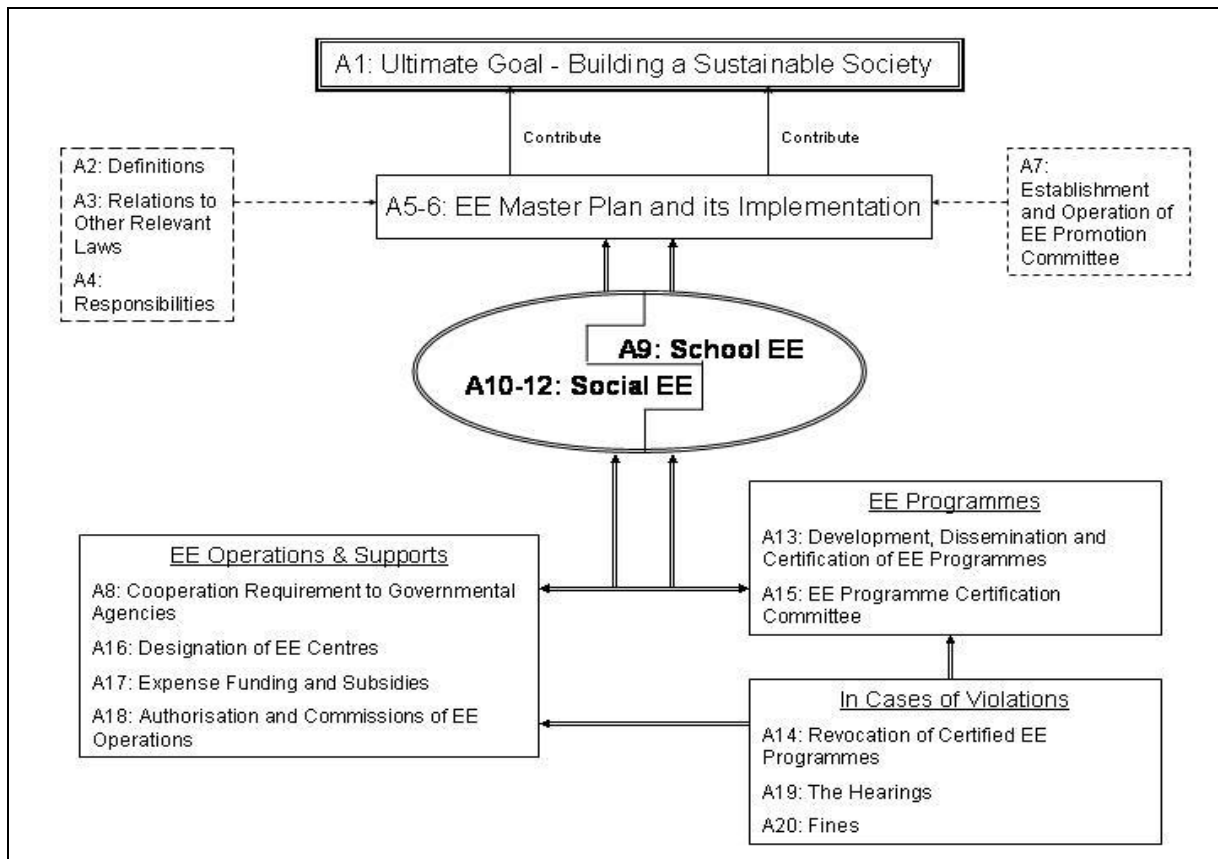 A1: Ultimate Goal - Building a Sustainable Society
Contribute
Contribute
A2: Definitions
A3: Relations to
Other Relevant
Laws
A4:
Responsibilities
A5-6: EE Master Plan and its Implementation
A7:
Establishment
and Operation of
EE Promotion
Committee
A9: School EE
A10-12: Social EE
EE Operations & Supports
A8: Cooperation Requirement to Governmental
Agencies
A16: Designation of EE Centres
A17: Expense Funding and Subsidies
A18: Authorisation and Commissions of EE
Operations
EE Programmes
A13: Development, Dissemination and
Certification of EE Programmes
A15: EE Programme Certification
Committee
In Cases of Violations
A14: Revocation of Certified EE
Programmes
A19: The Hearings
A20: Fines